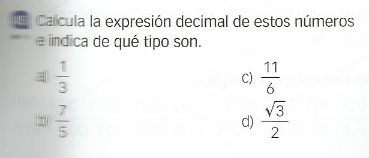 Calcula la expresión decimal de estos números
e indica de qué tipo son.
a) 1/3
c) 11/6
b) 7/5
d) √3/2